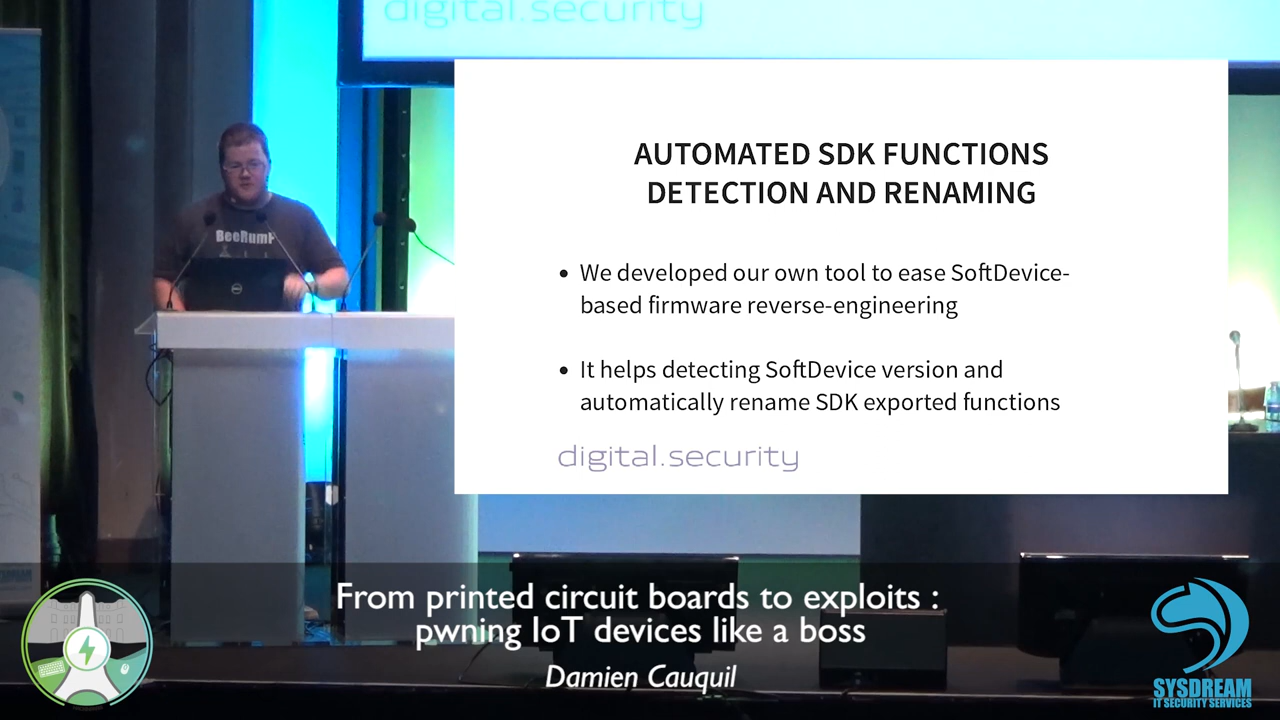 digital.security
AUTOMATED SDK FUNCTIONS
DETECTION AND RENAMING
BeeRumP
• We developed our own tool to ease SoftDevice-
based firmware reverse-engineering
• It helps detecting SoftDevice version and
automatically rename SDK exported functions
digital.security
DELL
From printed circuit boards to exploits :
pwning IoT devices like a boss
Damien Cauquil
SYSDREAM
IT SECURITY SERVICES